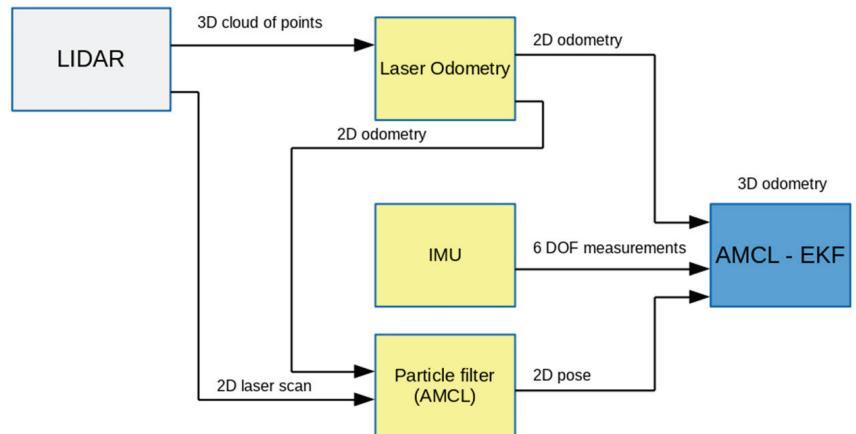 3D cloud of points
LIDAR
Laser Odometry
2D odometry
2D odometry
3D odometry
IMU
6 DOF measurements
AMCL - EKF
2D laser scan
Particle filter
(AMCL)
2D pose